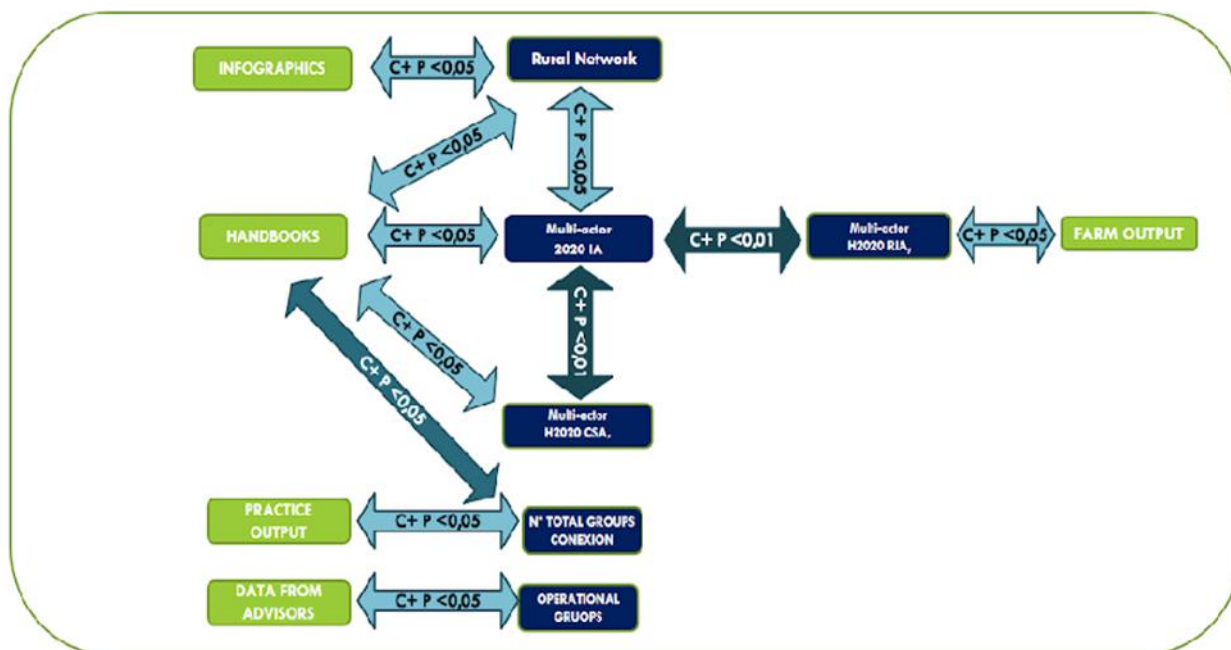 INFOGRAPHICS
C+ P <0,05
Rural Network
C+ P <0,05
C+ P <0,05
HANDBOOKS
C+ P <0,05
Multi-actor
2020 IA
C+ P <0,01
Multi-actor
H2020 RIA,
C+ P <0,05
FARM OUTPUT
C+ P <0,05
C+ P <0,01
C+ P <0,05
Multi-actor
H2020 CSA,
PRACTICE
OUTPUT
C+ P <0,05
N° TOTAL GROUPS
CONEXION
DATA FROM
ADVISORS
C+ P <0,05
OPERATIONAL
GRUOPS